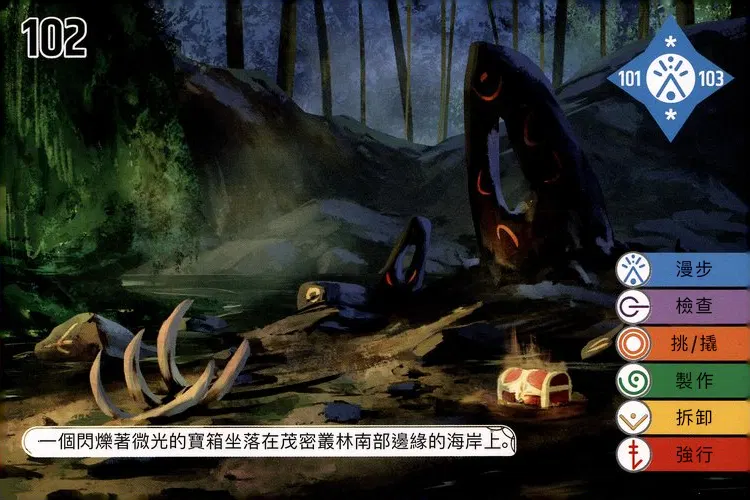 102
*
101 103
*
漫步
檢查
挑/撬
製作
拆卸
強行
一個閃爍著微光的寶箱坐落在茂密叢林南部邊緣的海岸上。